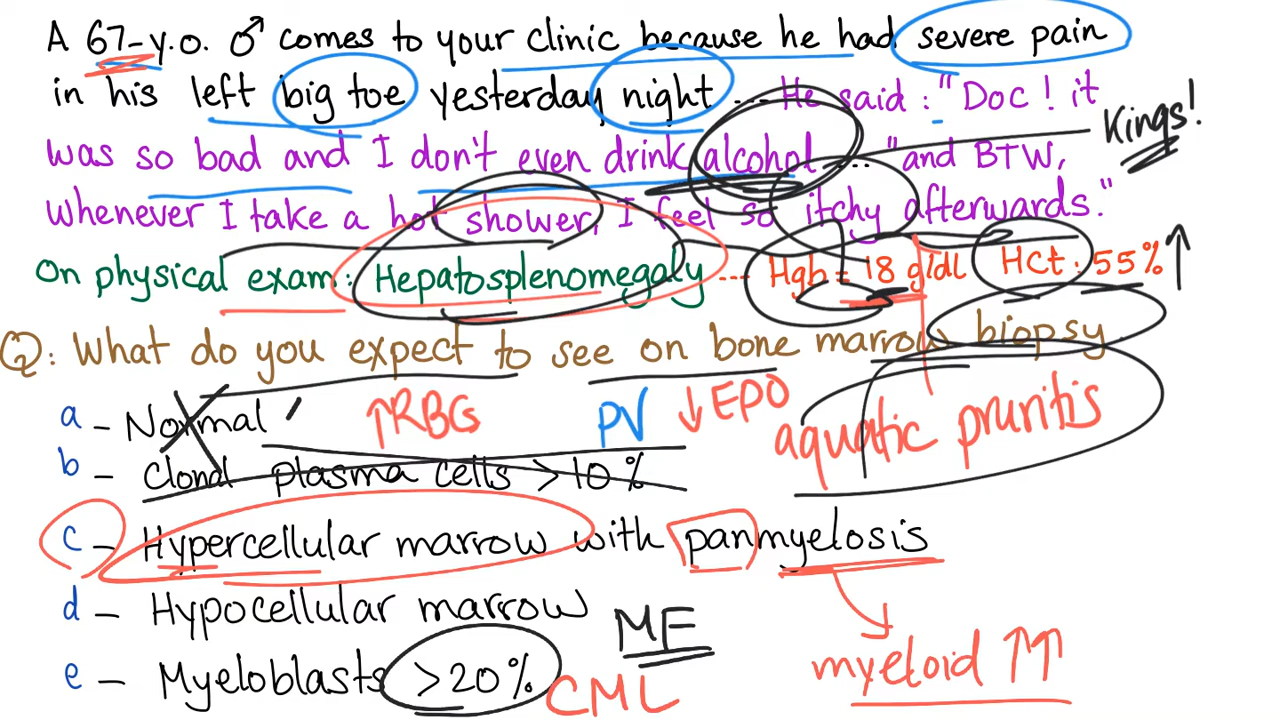 A 67-y.o. ♂ comes to your clinic because he had severe pain
in his left big toe yesterday night ... He said : "Doc! it
Kings!
was so bad and I don't even drink alcohol ... "and BTW,
whenever I take a hot shower, I feel so itchy afterwards."
On physical exam: Hepatosplenomegaly ... Hgb = 18 g/dL HCt: 55% ↑
Q: What do you expect to see on bone marrow biopsy
a - Normal ↑RBG PV ↓EPO
aquatic pruritis
b - Clonal plasma cells >10%
c - Hypercellular marrow with panmyelosis
d - Hypocellular marrow MF
e - Myeloblasts >20% CML
myeloid ↑↑